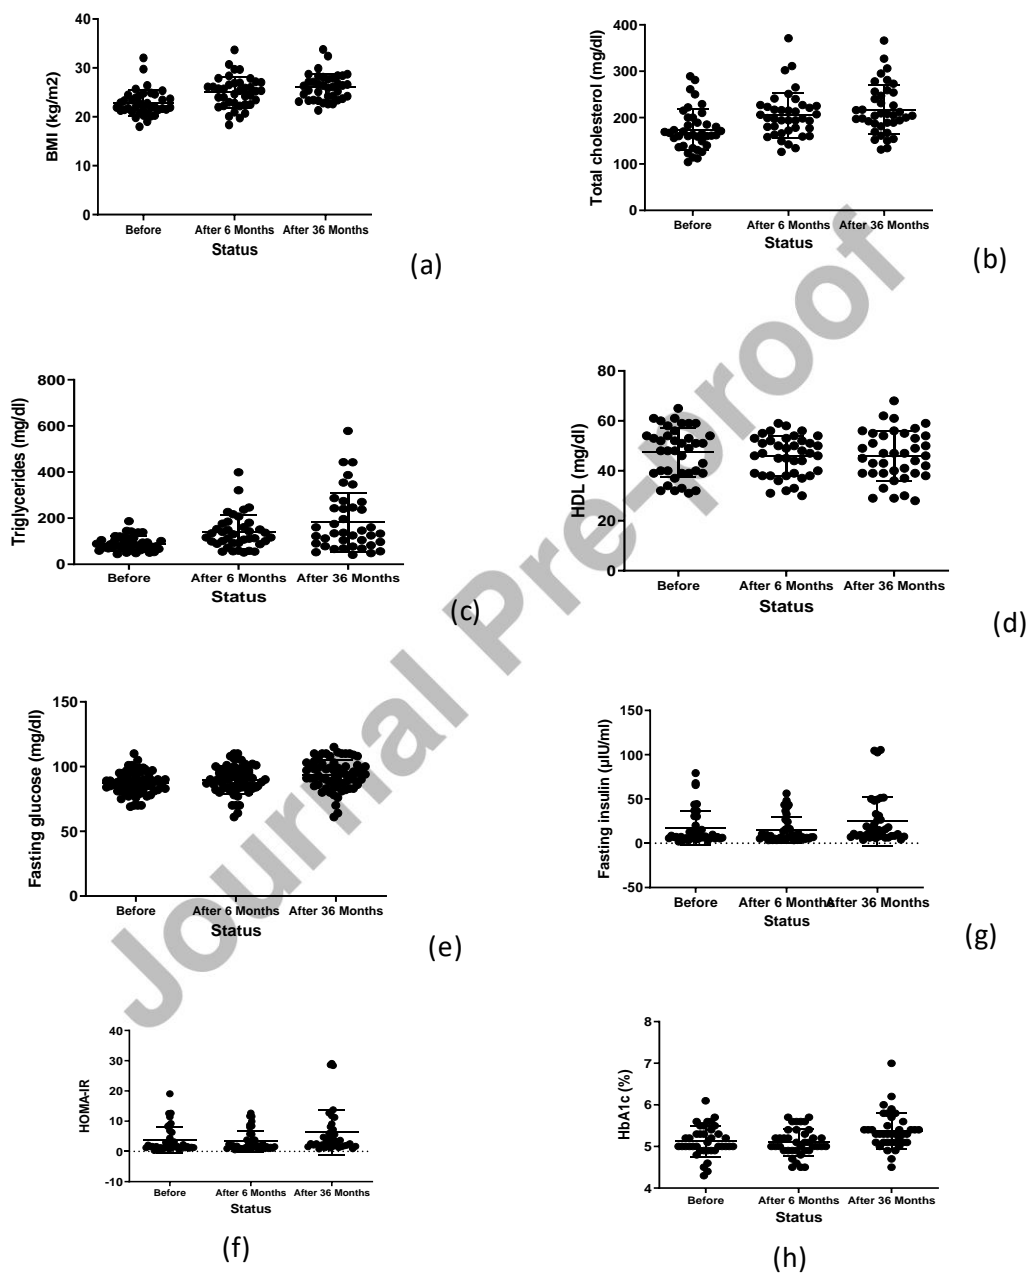 BMI (kg/m2)
40
30
20
10
0
Before After 6 Months After 36 Months
Status
(a)
Total cholesterol (mg/dl)
400
300
200
100
0
Before After 6 Months After 36 Months
Status
(b)
Triglycerides (mg/dl)
800
600
400
200
0
Before After 6 Months After 36 Months
Status
(c)
HDL (mg/dl)
80
60
40
20
0
Before After 6 Months After 36 Months
Status
(d)
Fasting glucose (mg/dl)
150
100
50
0
Before After 6 Months After 36 Months
Status
(e)
Fasting insulin (µIU/ml)
150
100
50
0
-50
Before After 6 Months After 36 Months
Status
(g)
HOMA-IR
40
30
20
10
0
-10
Before After 6 Months After 36 Months
Status
(f)
HbA1c (%)
8
7
6
5
4
Before After 6 Months After 36 Months
Status
(h)
Journal Pre-proof